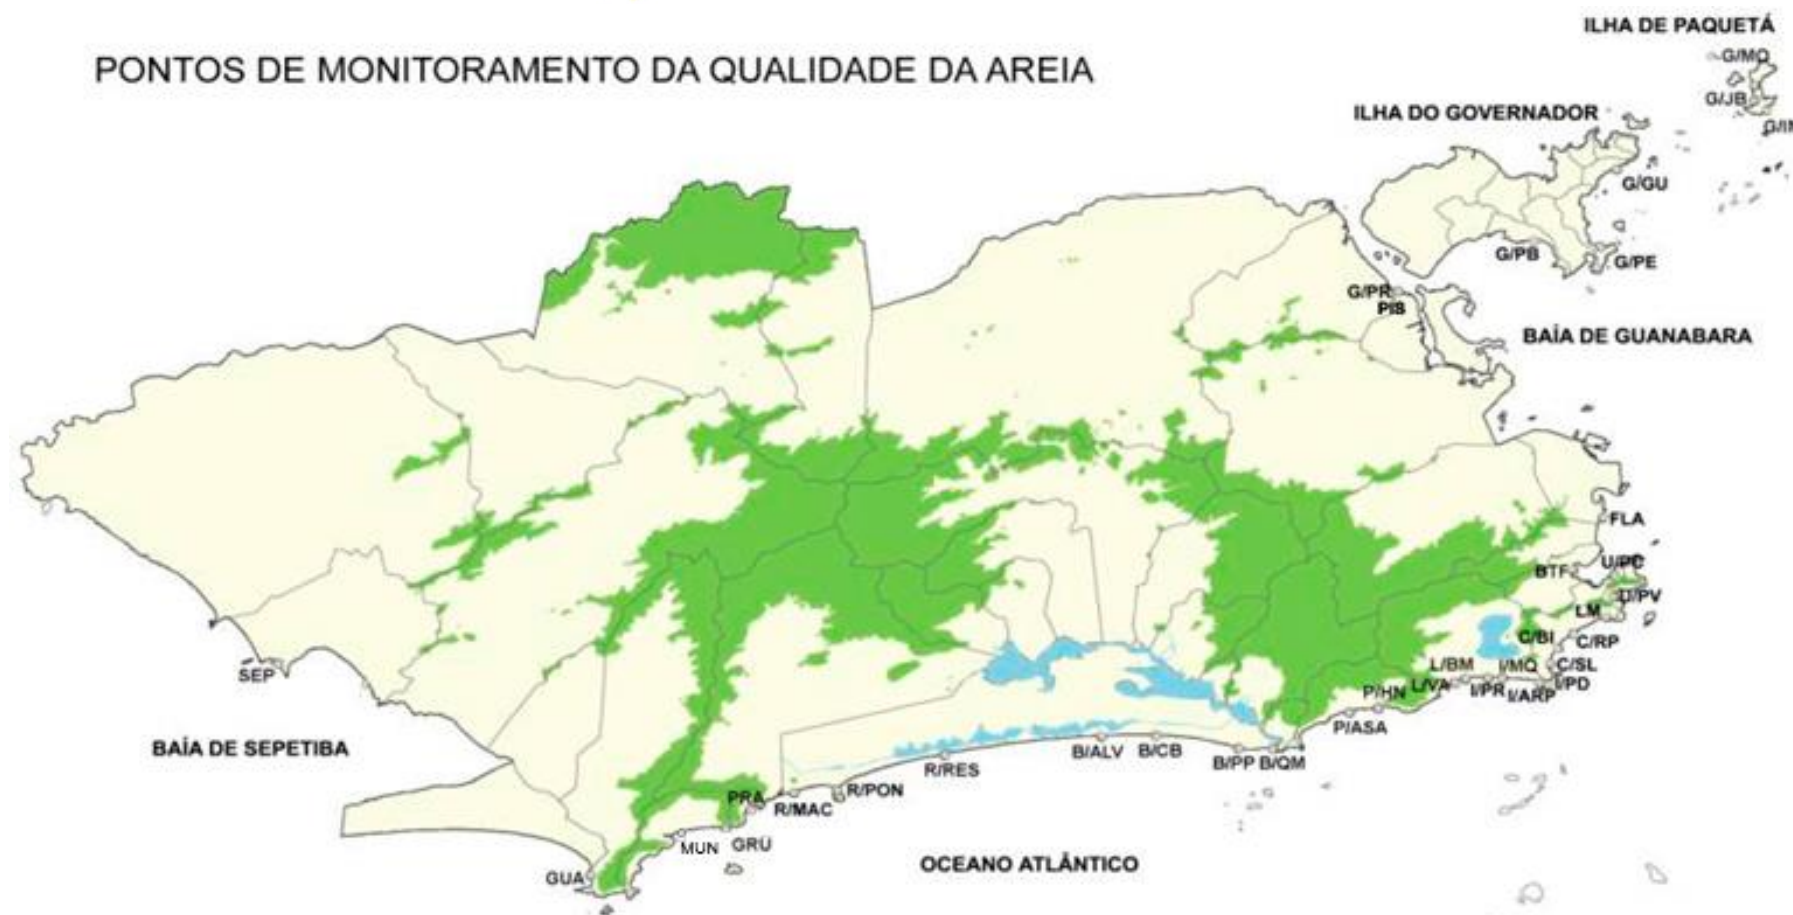 ILHA DE PAQUETÁ
G/MO
PONTOS DE MONITORAMENTO DA QUALIDADE DA AREIA
G/JB
ILHA DO GOVERNADOR
G/GU
G/PB
G/PE
G/PR
PIS
BAÍA DE GUANABARA
FLA
U/PC
BTF
U/PV
LM
C/BI
C/RP
L/BM
I/MQ
C/SL
SEP
P/HN
L/VA
I/PR
I/ARP
I/PD
P/ASA
BAÍA DE SEPETIBA
B/ALV
B/CB
B/PP
B/QM
R/RES
R/PON
PRA
R/MAC
MUN
GRU
OCEANO ATLÂNTICO
GUA